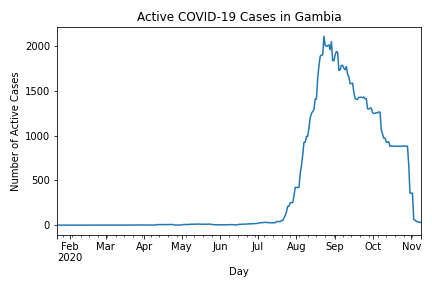 Active COVID-19 Cases in Gambia
Number of Active Cases
2000
1500
1000
500
0
Feb Mar Apr May Jun Jul Aug Sep Oct Nov
2020
Day